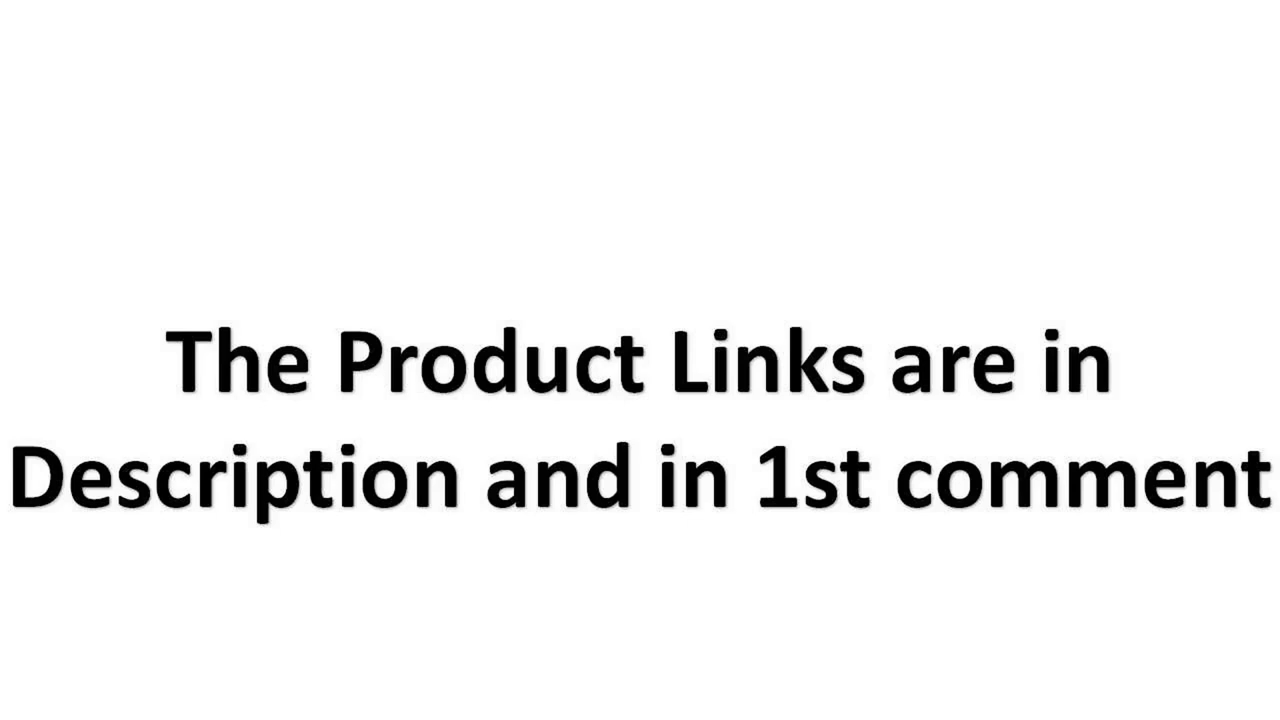 The Product Links are in
Description and in 1st comment